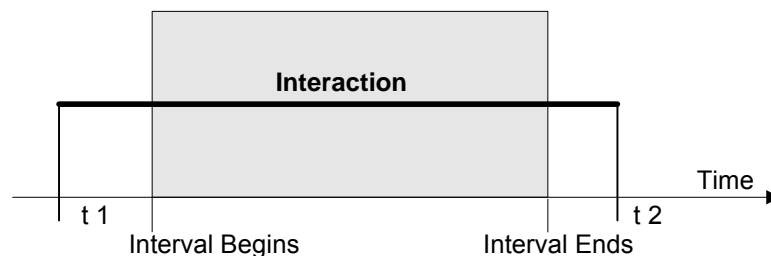 Interaction
Time
t 1
t 2
Interval Begins
Interval Ends